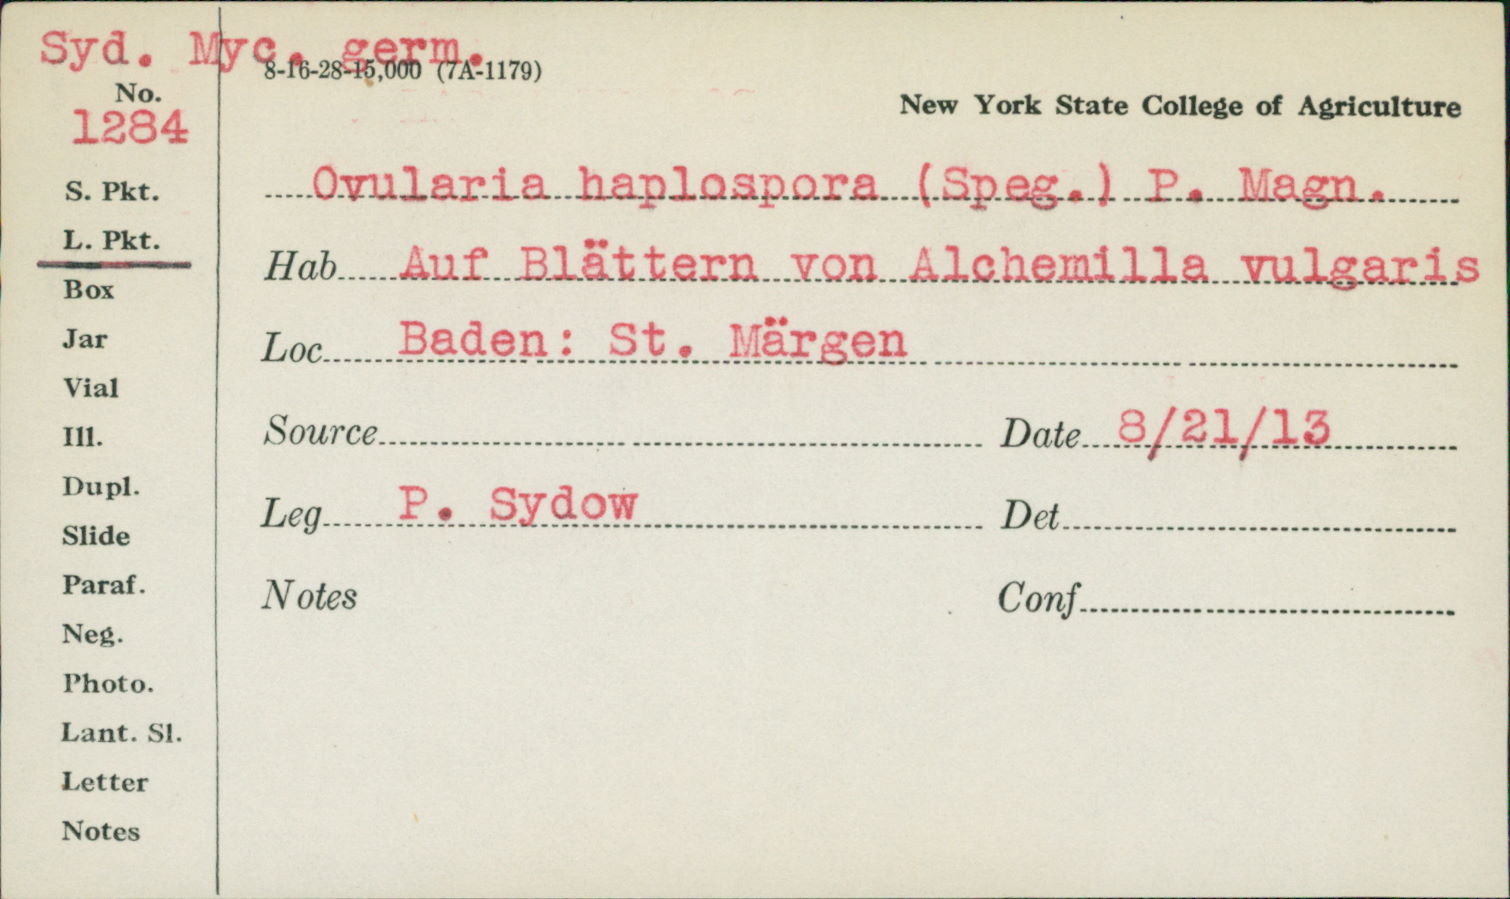 Syd. Myc. germ.
8-16-28-15,000 (7A-1179)
No.
1284
New York State College of Agriculture
S. Pkt.
Ovularia haplospora (Speg.) P. Magn.
L. Pkt.
Hab Auf Blättern von Alchemilla vulgaris
Box
Jar
Loc Baden: St. Märgen
Vial
Ill.
Source Date 8/21/13
Dupl.
Leg P. Sydow Det
Slide
Paraf.
Notes Conf
Neg.
Photo.
Lant. Sl.
Letter
Notes